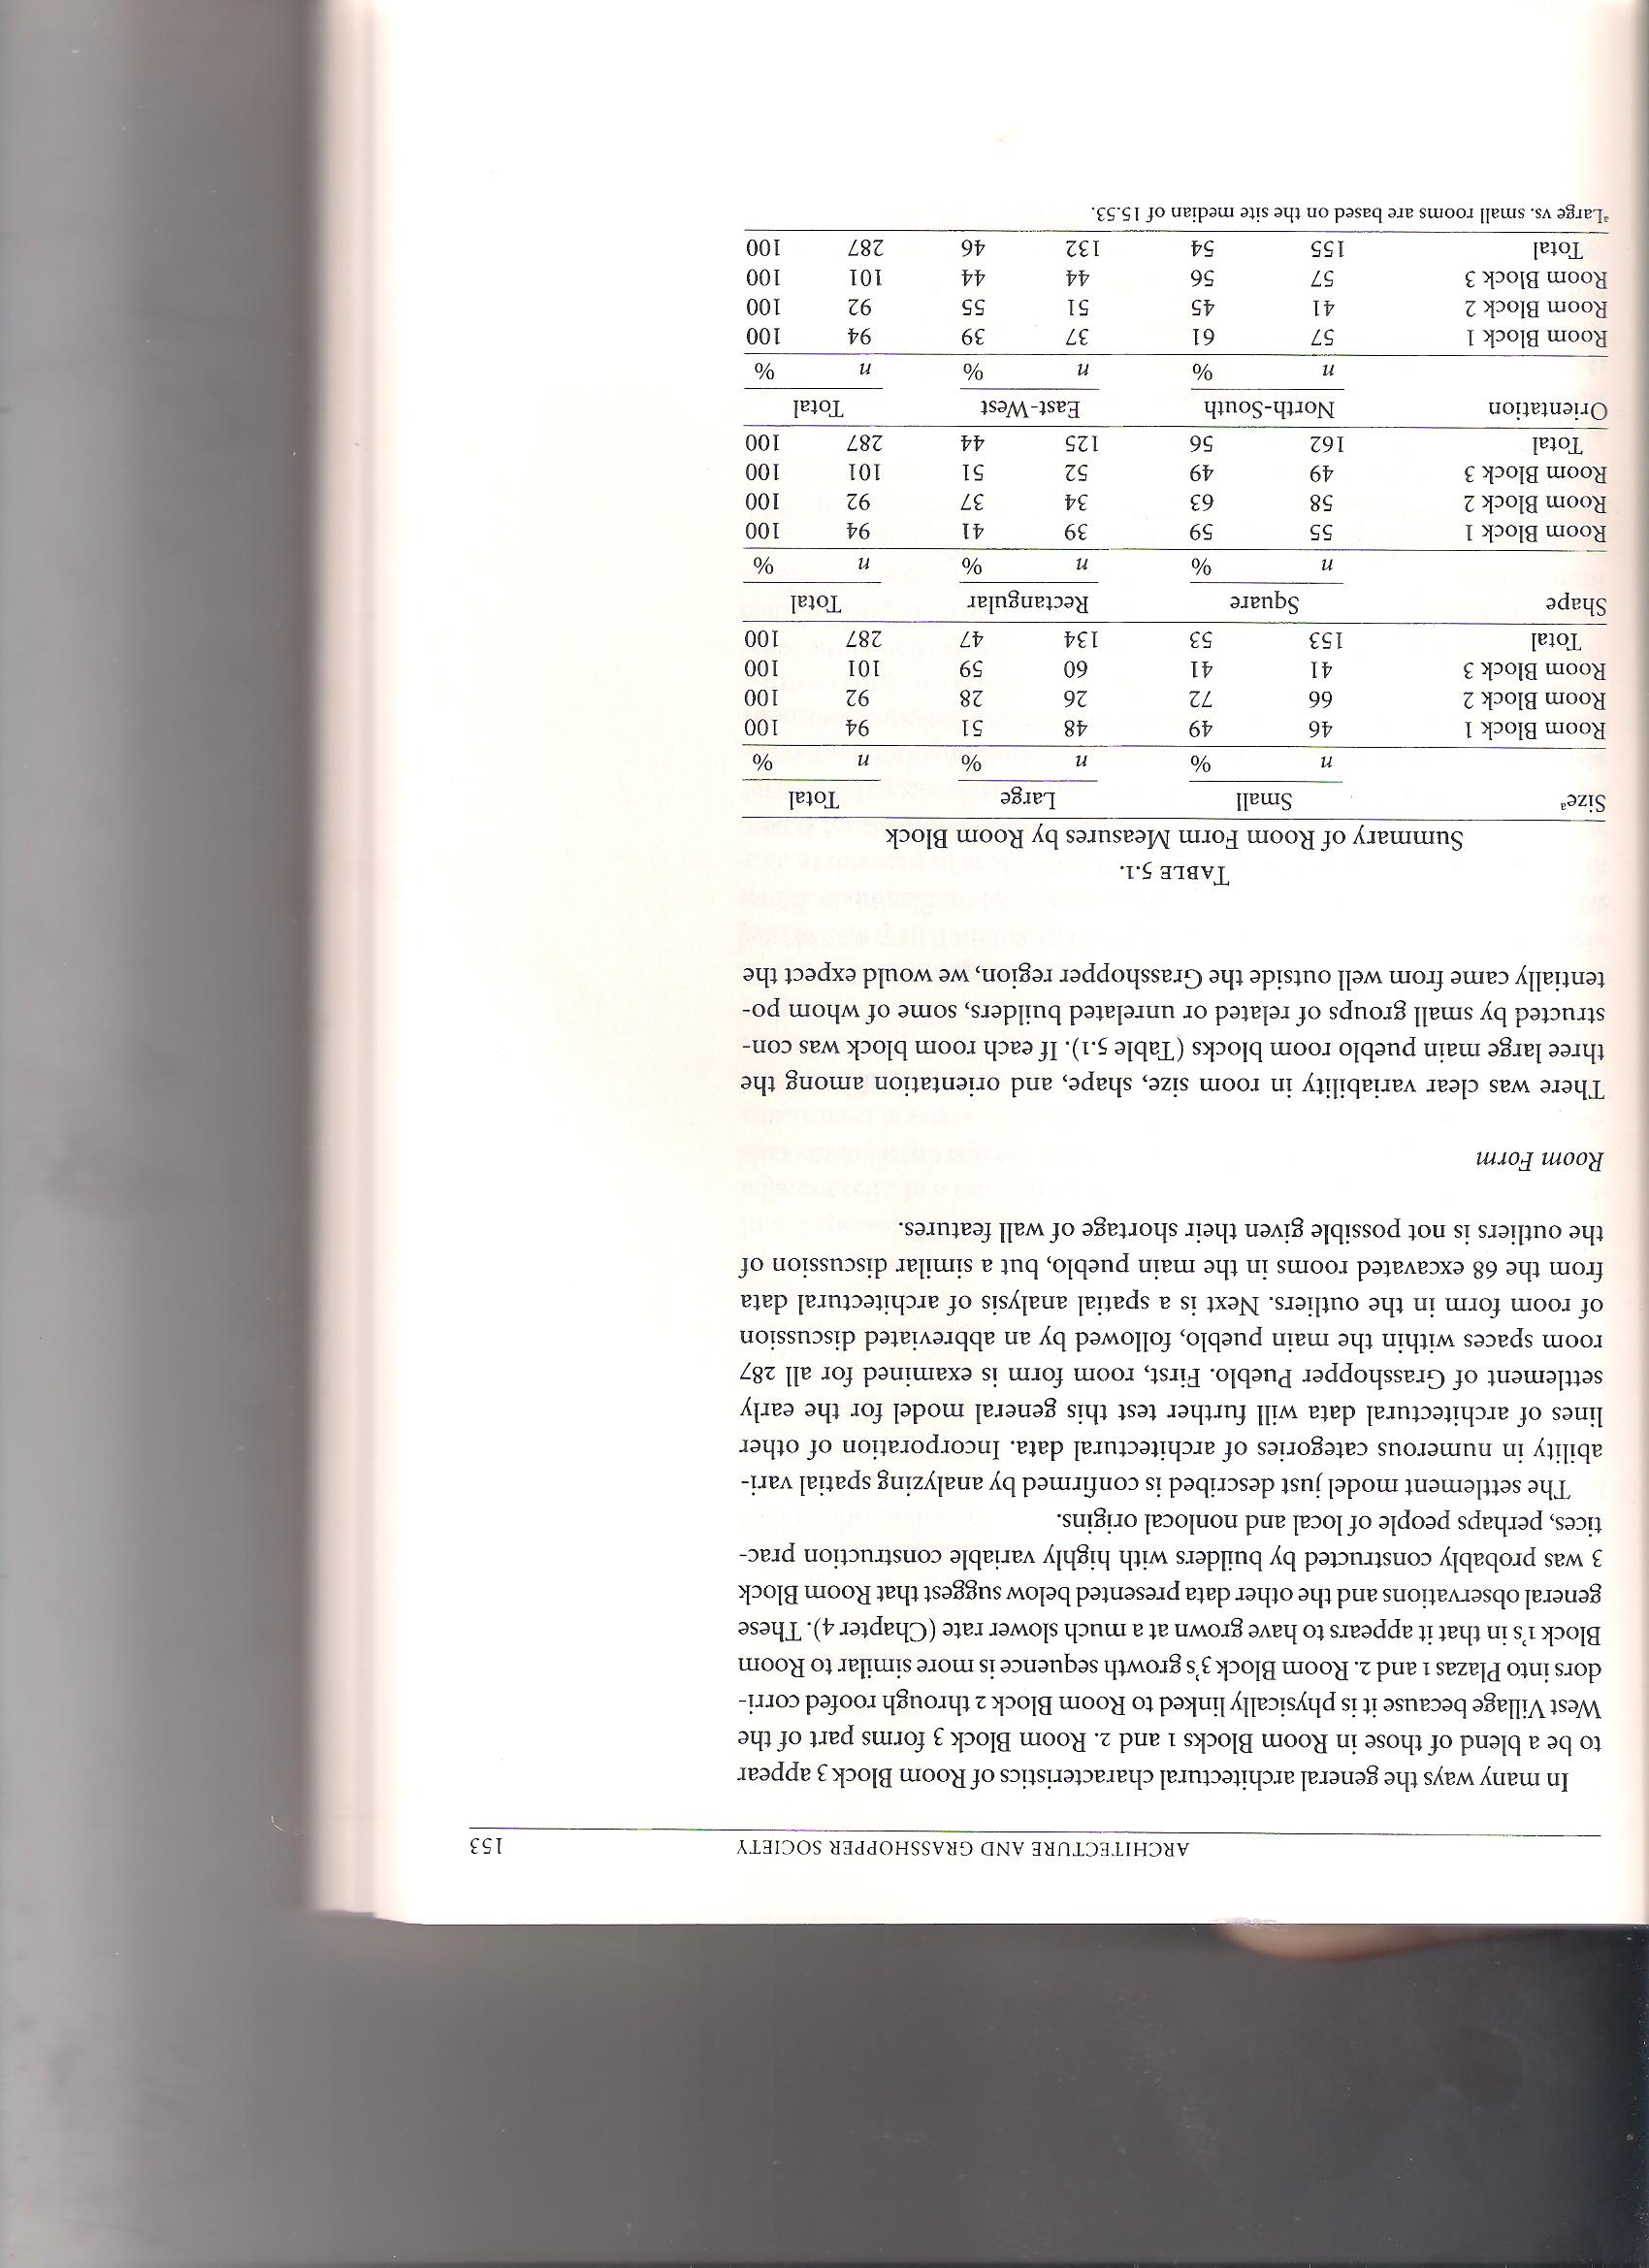 ARCHITECTURE AND GRASSHOPPER SOCIETY 153
In many ways the general architectural characteristics of Room Block 3 appear
to be a blend of those in Room Blocks 1 and 2. Room Block 3 forms part of the
West Village because it is physically linked to Room Block 2 through roofed corri-
dors into Plazas 1 and 2. Room Block 3's growth sequence is more similar to Room
Block 1's in that it appears to have grown at a much slower rate (Chapter 4). These
general observations and the other data presented below suggest that Room Block
3 was probably constructed by builders with highly variable construction prac-
tices, perhaps people of local and nonlocal origins.
The settlement model just described is confirmed by analyzing spatial vari-
ability in numerous categories of architectural data. Incorporation of other
lines of architectural data will further test this general model for the early
settlement of Grasshopper Pueblo. First, room form is examined for all 287
room spaces within the main pueblo, followed by an abbreviated discussion
of room form in the outliers. Next is a spatial analysis of architectural data
from the 68 excavated rooms in the main pueblo, but a similar discussion of
the outliers is not possible given their shortage of wall features.
Room Form
There was clear variability in room size, shape, and orientation among the
three large main pueblo room blocks (Table 5.1). If each room block was con-
structed by small groups of related or unrelated builders, some of whom po-
tentially came from well outside the Grasshopper region, we would expect the
TABLE 5.1.
Summary of Room Form Measures by Room Block
Sizeᵃ Small Large Total
n % n % n %
Room Block 1 46 49 48 51 94 100
Room Block 2 66 72 26 28 92 100
Room Block 3 41 41 60 59 101 100
Total 153 53 134 47 287 100
Shape Square Rectangular Total
n % n % n %
Room Block 1 55 59 39 41 94 100
Room Block 2 58 63 34 37 92 100
Room Block 3 49 49 52 51 101 100
Total 162 56 125 44 287 100
Orientation North-South East-West Total
n % n % n %
Room Block 1 57 61 37 39 94 100
Room Block 2 41 45 51 55 92 100
Room Block 3 57 56 44 44 101 100
Total 155 54 132 46 287 100
ᵃLarge vs. small rooms are based on the site median of 15.53.